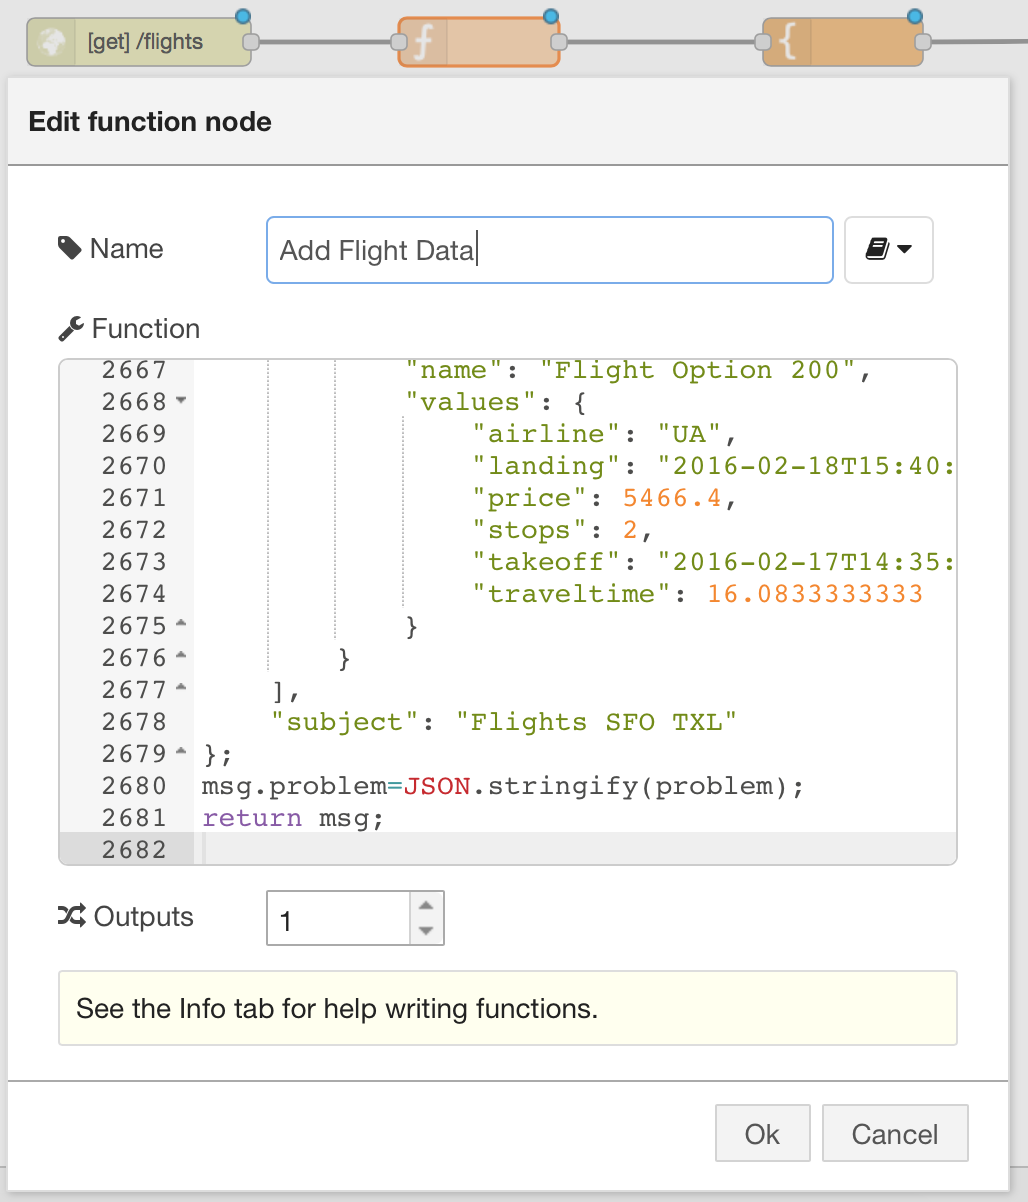 [get] /flights
f
{
Edit function node
Name
Add Flight Data
Function
2667 "name": "Flight Option 200",
2668 "values": {
2669 "airline": "UA",
2670 "landing": "2016-02-18T15:40:
2671 "price": 5466.4,
2672 "stops": 2,
2673 "takeoff": "2016-02-17T14:35:
2674 "traveltime": 16.0833333333
2675 }
2676 }
2677 ],
2678 "subject": "Flights SFO TXL"
2679 };
2680 msg.problem=JSON.stringify(problem);
2681 return msg;
2682
Outputs
1
See the Info tab for help writing functions.
Ok
Cancel